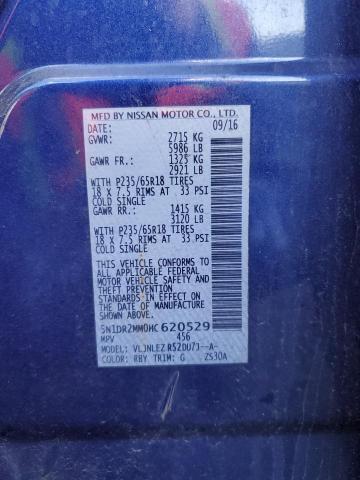 MFD BY NISSAN MOTOR CO., LTD.
DATE: 09/16
GVWR: 2715 KG
5986 LB
GAWR FR.: 1325 KG
2921 LB
WITH P235/65R18 TIRES
18 X 7.5 RIMS AT 33 PSI
COLD SINGLE
GAWR RR.: 1415 KG
3120 LB
WITH P235/65R18 TIRES
18 X 7.5 RIMS AT 33 PSI
COLD SINGLE
THIS VEHICLE CONFORMS TO
ALL APPLICABLE FEDERAL
MOTOR VEHICLE SAFETY
STANDARDS IN EFFECT ON
THE DATE OF MANUFACTURE
SHOWN ABOVE.
5N1DR2MM0HC620529
MPV 456
VLJNLEZ R52DU7J--A-
COLOR: RBY TRIM: G ZS30A